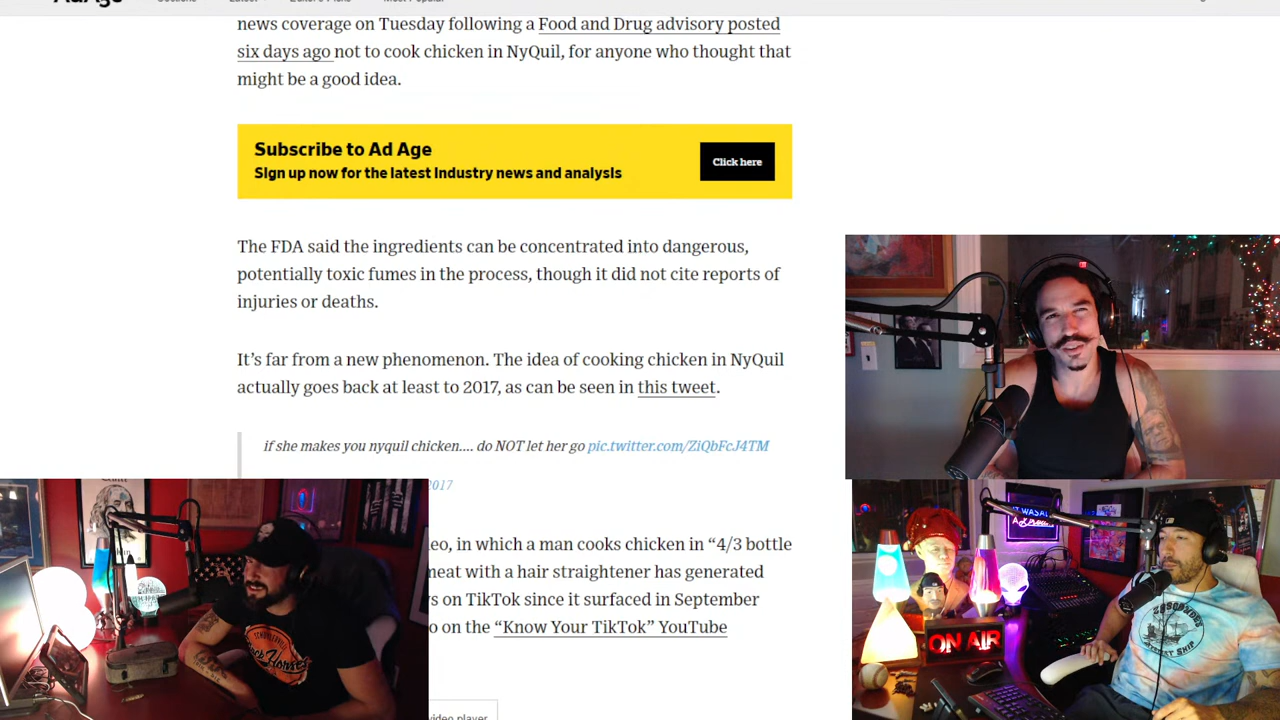 AdAge
news coverage on Tuesday following a Food and Drug advisory posted
six days ago not to cook chicken in NyQuil, for anyone who thought that
might be a good idea.
Subscribe to Ad Age
Sign up now for the latest industry news and analysis
Click here
The FDA said the ingredients can be concentrated into dangerous,
potentially toxic fumes in the process, though it did not cite reports of
injuries or deaths.
It's far from a new phenomenon. The idea of cooking chicken in NyQuil
actually goes back at least to 2017, as can be seen in this tweet.
if she makes you nyquil chicken.... do NOT let her go pic.twitter.com/ZiQbFcJ4TM
2017
eo, in which a man cooks chicken in “4/3 bottle
meat with a hair straightener has generated
s on TikTok since it surfaced in September
o on the “Know Your TikTok” YouTube
video player
ON AIR